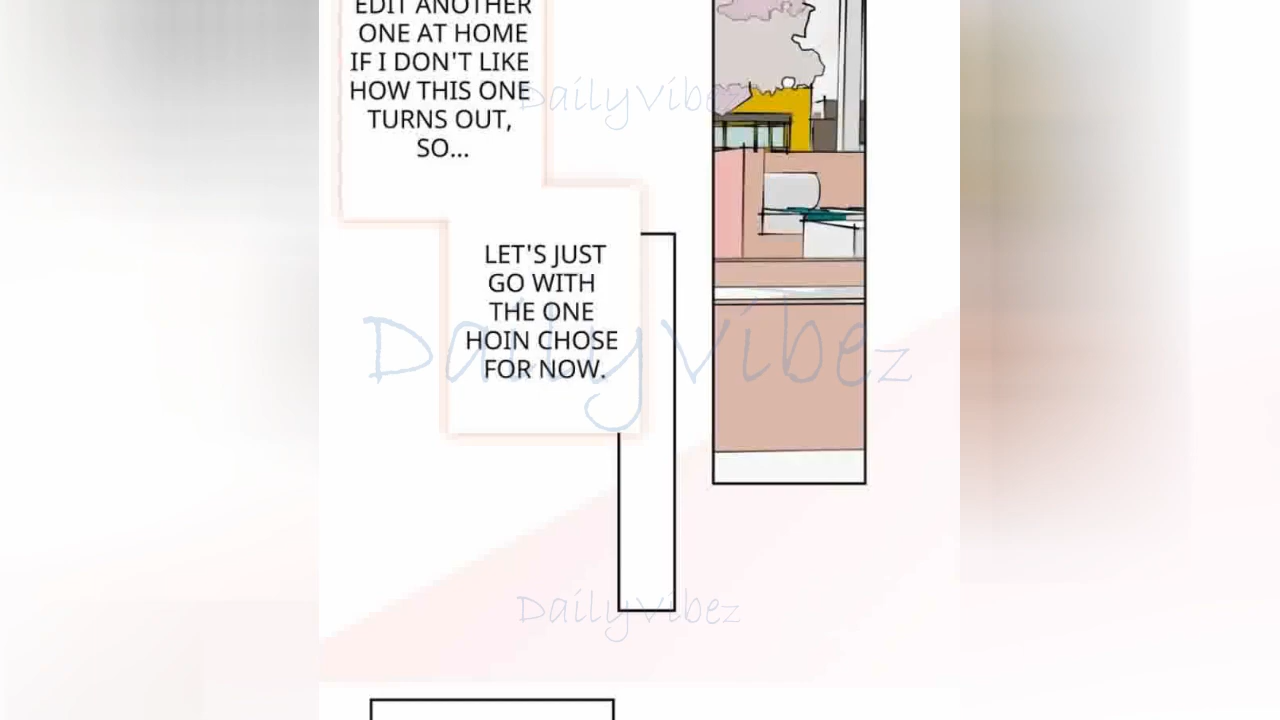 EDIT ANOTHER
ONE AT HOME
IF I DON'T LIKE
HOW THIS ONE
TURNS OUT,
SO...
DailyVibez
LET'S JUST
GO WITH
THE ONE
HOIN CHOSE
FOR NOW.
DailyVibez
DailyVibez